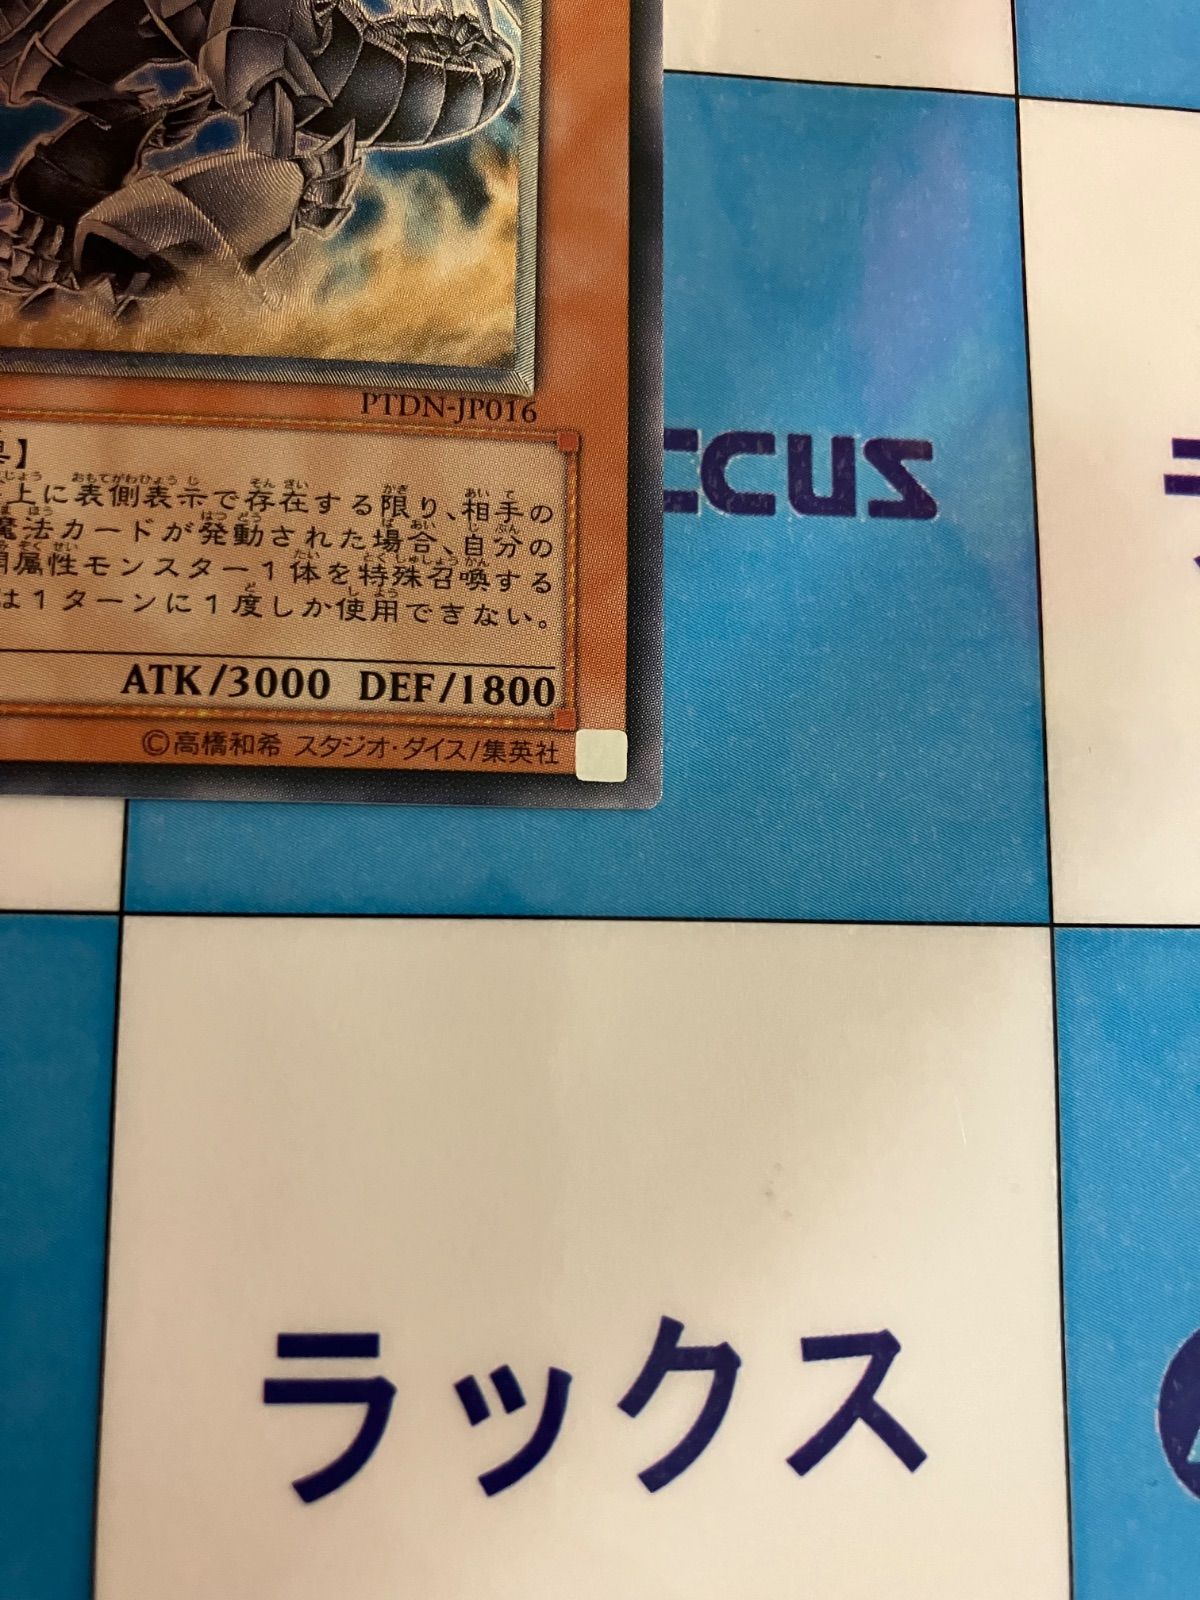 PTDN-JP016
】
上に表側表示で存在する限り、相手の
魔法カードが発動された場合、自分の
属性モンスター1体を特殊召喚する
は1ターンに1度しか使用できない。
ATK/3000 DEF/1800
©高橋和希 スタジオ・ダイス/集英社
CCUS
ラックス